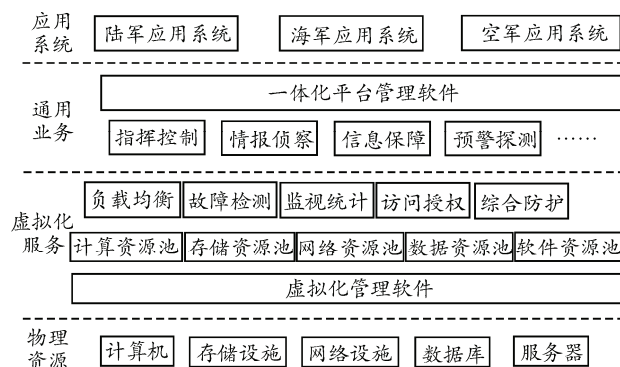 应用系统
陆军应用系统 海军应用系统 空军应用系统
通用业务
一体化平台管理软件
指挥控制 情报侦察 信息保障 预警探测 ……
虚拟化服务
负载均衡 故障检测 监视统计 访问授权 综合防护
计算资源池 存储资源池 网络资源池 数据资源池 软件资源池
虚拟化管理软件
物理资源
计算机 存储设施 网络设施 数据库 服务器